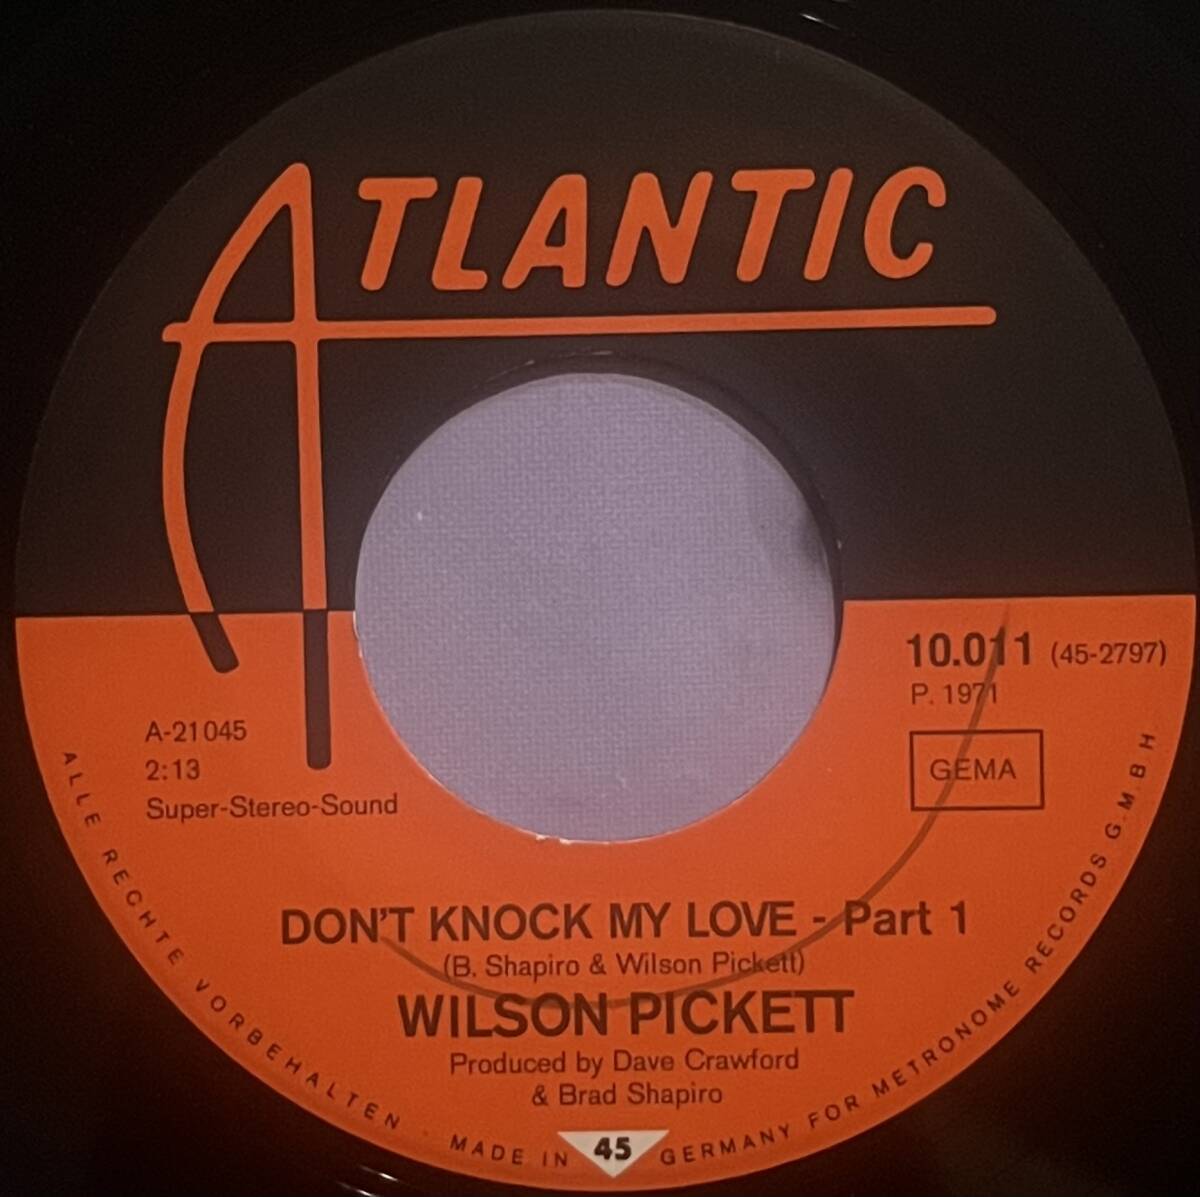 ATLANTIC
10.011 (45-2797)
P. 1971
GEMA
A-21045
2:13
Super-Stereo-Sound
DON'T KNOCK MY LOVE - Part 1
(B. Shapiro & Wilson Pickett)
WILSON PICKETT
Produced by Dave Crawford
& Brad Shapiro
ALLE RECHTE VORBEHALTEN · MADE IN 45 GERMANY FOR METRONOME RECORDS G.M.B.H